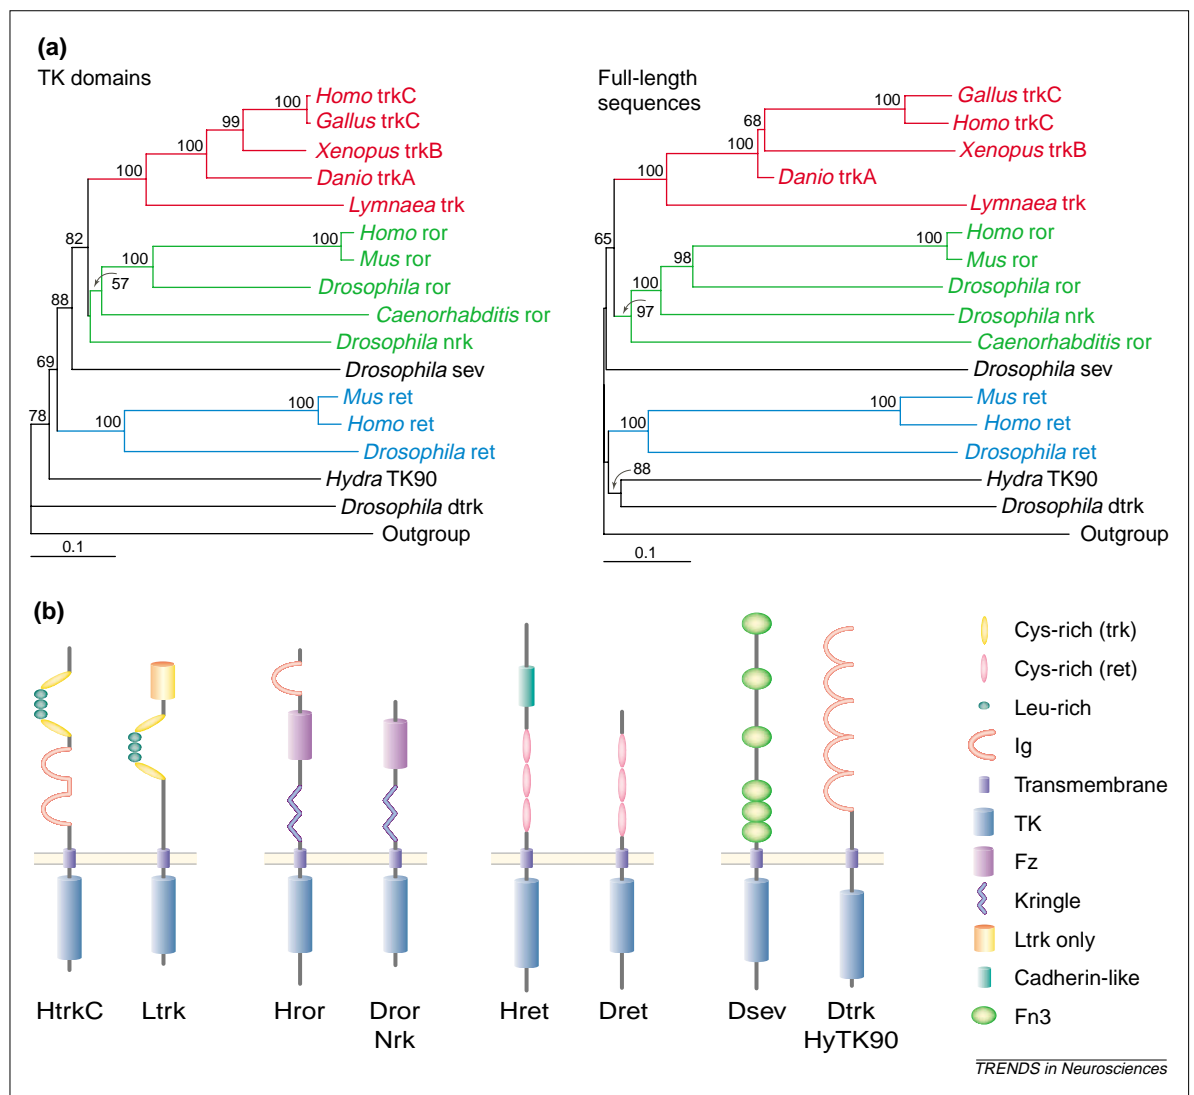 (a)
TK domains
100
Homo trkC
Gallus trkC
99
Xenopus trkB
100
Danio trkA
100
Lymnaea trk
82
100
Homo ror
Mus ror
100
57
Drosophila ror
Caenorhabditis ror
88
Drosophila nrk
69
Drosophila sev
Mus ret
100
Homo ret
78
100
Drosophila ret
Hydra TK90
Drosophila dtrk
Outgroup
0.1
Full-length
sequences
100
Gallus trkC
Homo trkC
68
Xenopus trkB
100
Danio trkA
100
Lymnaea trk
65
100
Homo ror
Mus ror
98
Drosophila ror
100
97
Drosophila nrk
Caenorhabditis ror
Drosophila sev
Mus ret
100
Homo ret
100
Drosophila ret
88
Hydra TK90
Drosophila dtrk
Outgroup
0.1
(b)
Cys-rich (trk)
Cys-rich (ret)
Leu-rich
Ig
Transmembrane
TK
Fz
Kringle
Ltrk only
Cadherin-like
Fn3
HtrkC
Ltrk
Hror
Dror
Nrk
Hret
Dret
Dsev
Dtrk
HyTK90
TRENDS in Neurosciences